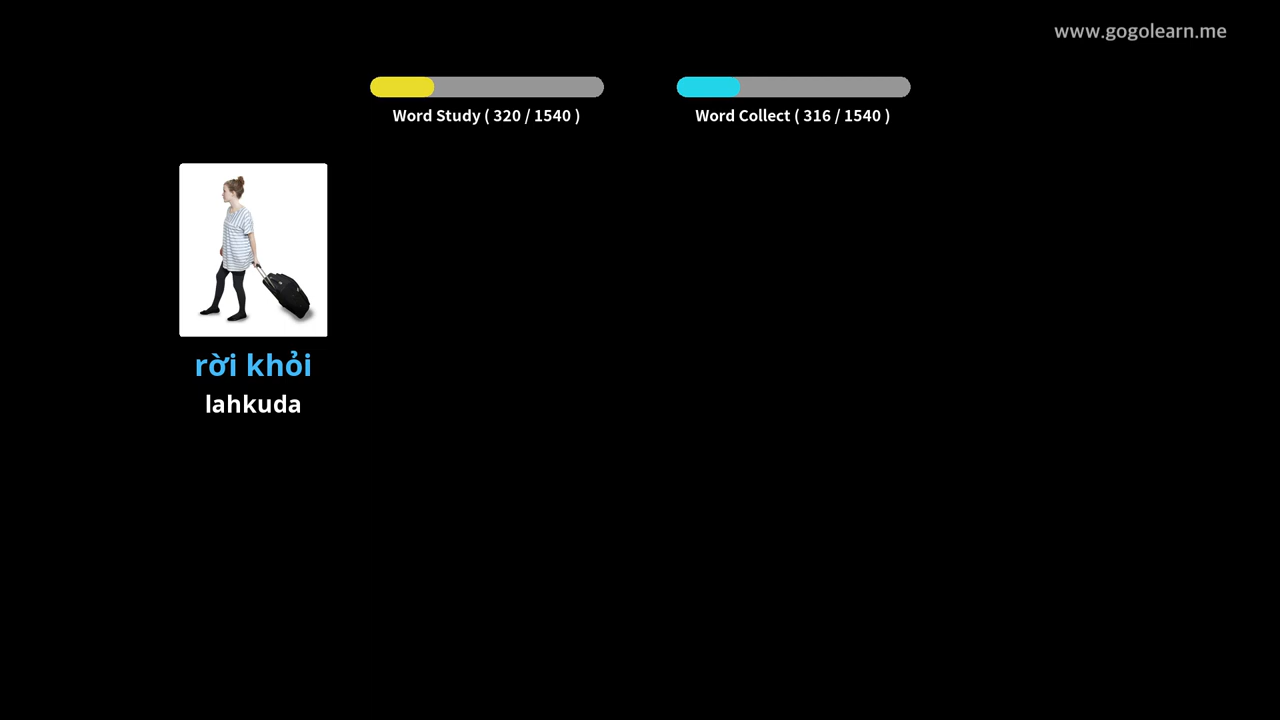 www.gogolearn.me
Word Study ( 320 / 1540 )
Word Collect ( 316 / 1540 )
rời khỏi
lahkuda